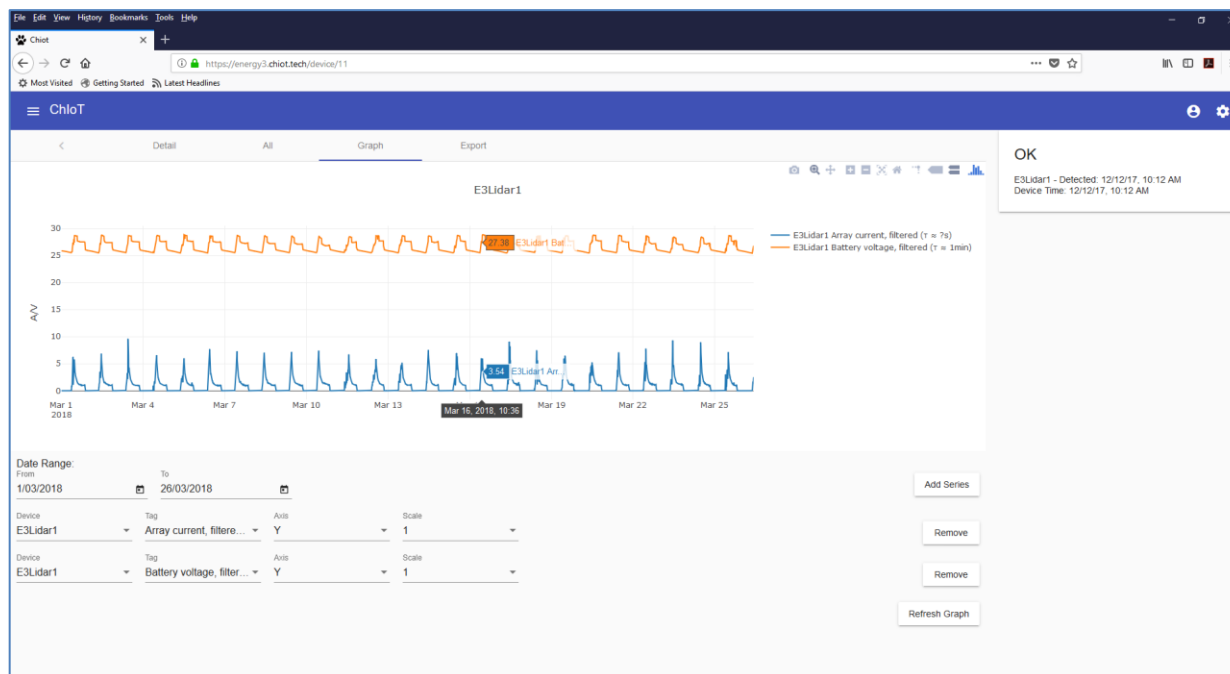 File Edit View History Bookmarks Tools Help
Chiot
https://energy3.chiot.tech/device/11
Most Visited Getting Started Latest Headlines
ChIoT
Detail All Graph Export
OK
E3Lidar1 - Detected: 12/12/17, 10:12 AM
Device Time: 12/12/17, 10:12 AM
E3Lidar1
30
25
20
15
10
5
0
A/V
27.38 E3Lidar1 Bat
3.54 E3Lidar1 Arr...
E3Lidar1 Array current, filtered (τ ≈ ?s)
E3Lidar1 Battery voltage, filtered (τ ≈ 1min)
Mar 1 Mar 4 Mar 7 Mar 10 Mar 13 Mar 19 Mar 22 Mar 25
2018
Mar 16, 2018, 10:36
Date Range:
From To
1/03/2018 26/03/2018
Add Series
Device Tag Axis Scale
E3Lidar1 Array current, filtere... Y 1
Remove
Device Tag Axis Scale
E3Lidar1 Battery voltage, filter... Y 1
Remove
Refresh Graph